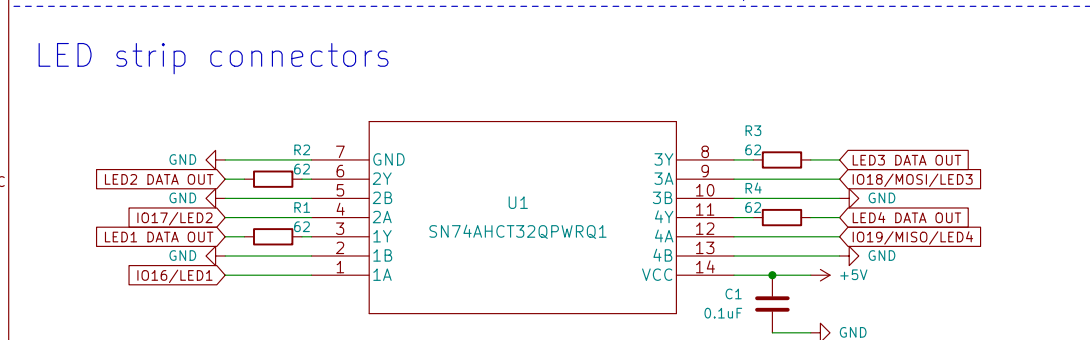 LED strip connectors
R3
R2 7 8 62
GND GND 3Y LED3 DATA OUT
62 6 9
LED2 DATA OUT 2Y 3A IO18/MOSI/LED3
5 10 R4
GND 2B U1 3B GND
R1 4 11 62
IO17/LED2 2A 4Y LED4 DATA OUT
62 3 12
LED1 DATA OUT 1Y SN74AHCT32QPWRQ1 4A IO19/MISO/LED4
2 13
GND 1B 4B GND
1 14
IO16/LED1 1A VCC +5V
C1
0.1uF
GND
C